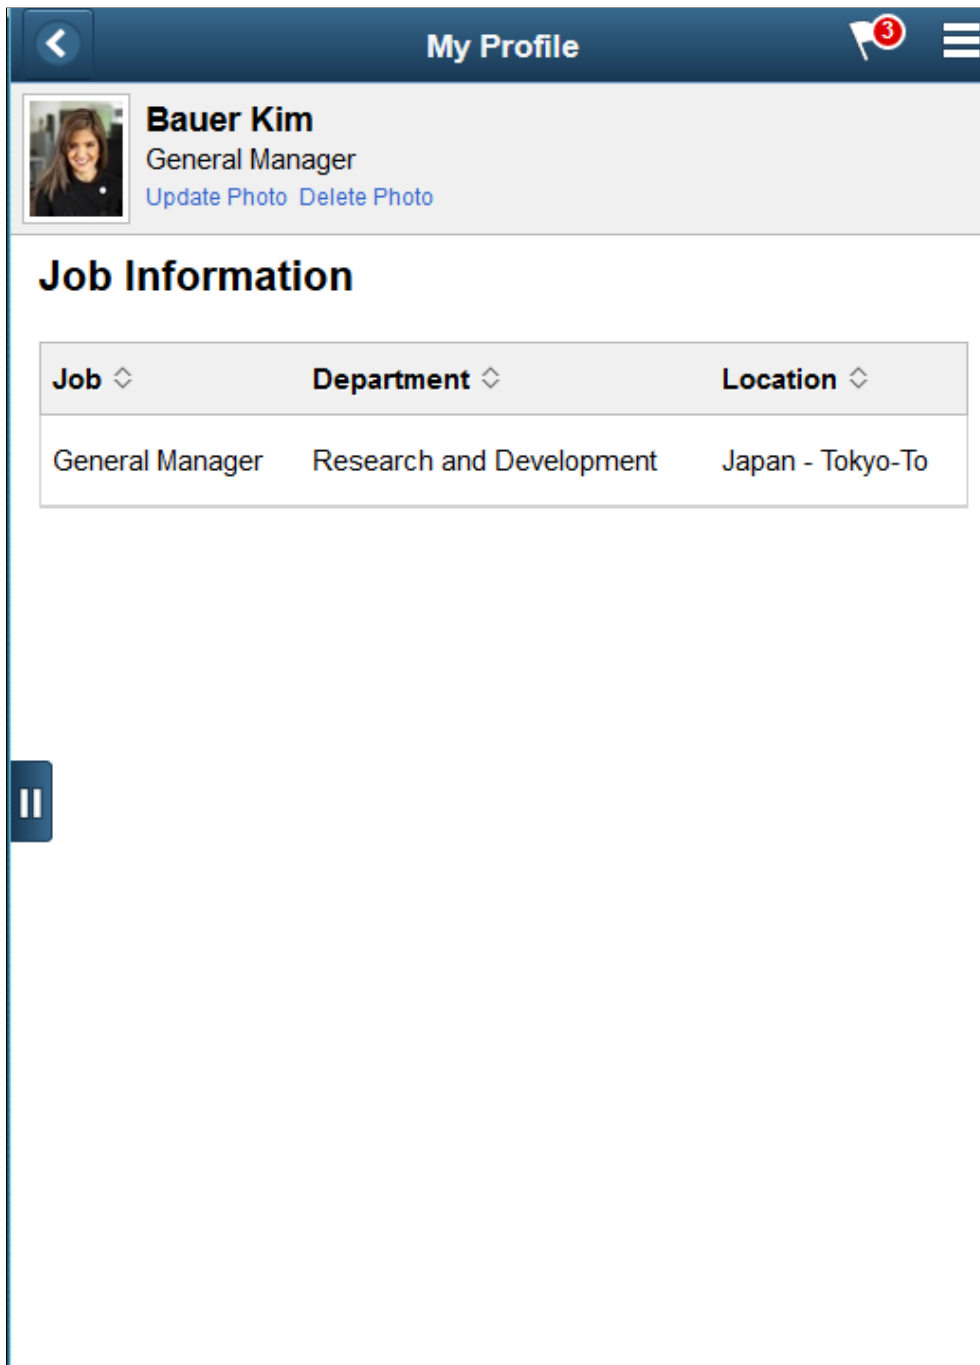 My Profile
3
Bauer Kim
General Manager
Update Photo Delete Photo
Job Information
Job Department Location
General Manager Research and Development Japan - Tokyo-To